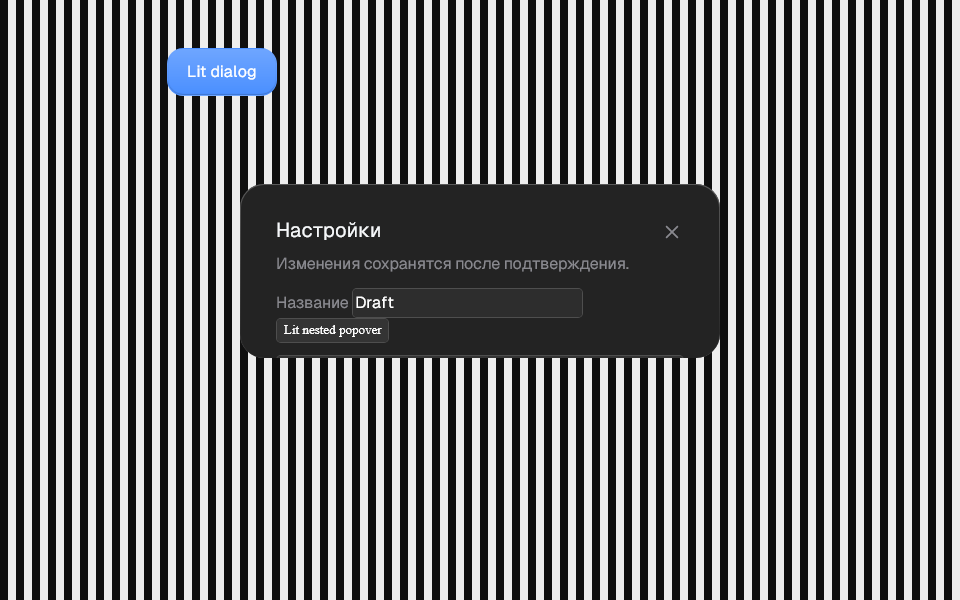 Lit dialog
Настройки
Изменения сохранятся после подтверждения.
Название Draft
Lit nested popover